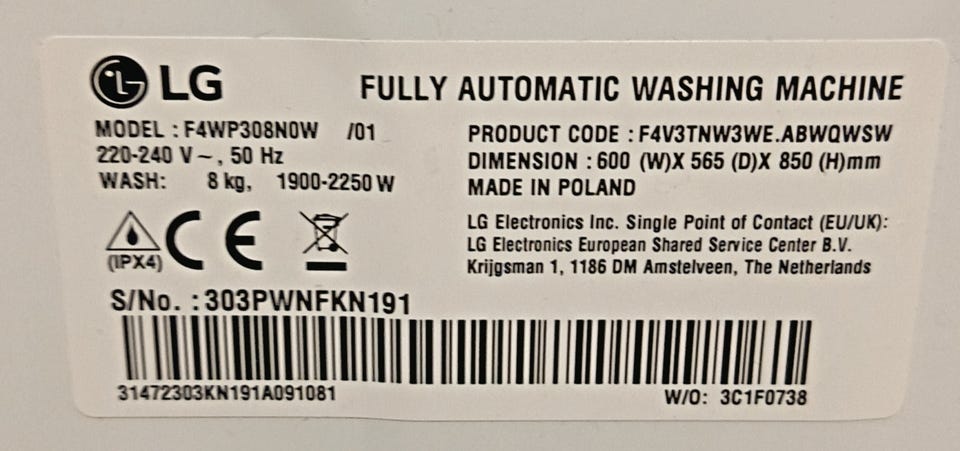 LG FULLY AUTOMATIC WASHING MACHINE
MODEL : F4WP308N0W /01
220-240 V ~, 50 Hz
WASH: 8 kg, 1900-2250 W
PRODUCT CODE : F4V3TNW3WE.ABWQWSW
DIMENSION : 600 (W)X 565 (D)X 850 (H)mm
MADE IN POLAND
(IPX4) CE
LG Electronics Inc. Single Point of Contact (EU/UK):
LG Electronics European Shared Service Center B.V.
Krijgsman 1, 1186 DM Amstelveen, The Netherlands
S/No. : 303PWNFKN191
31472303KN191A091081
W/O: 3C1F0738